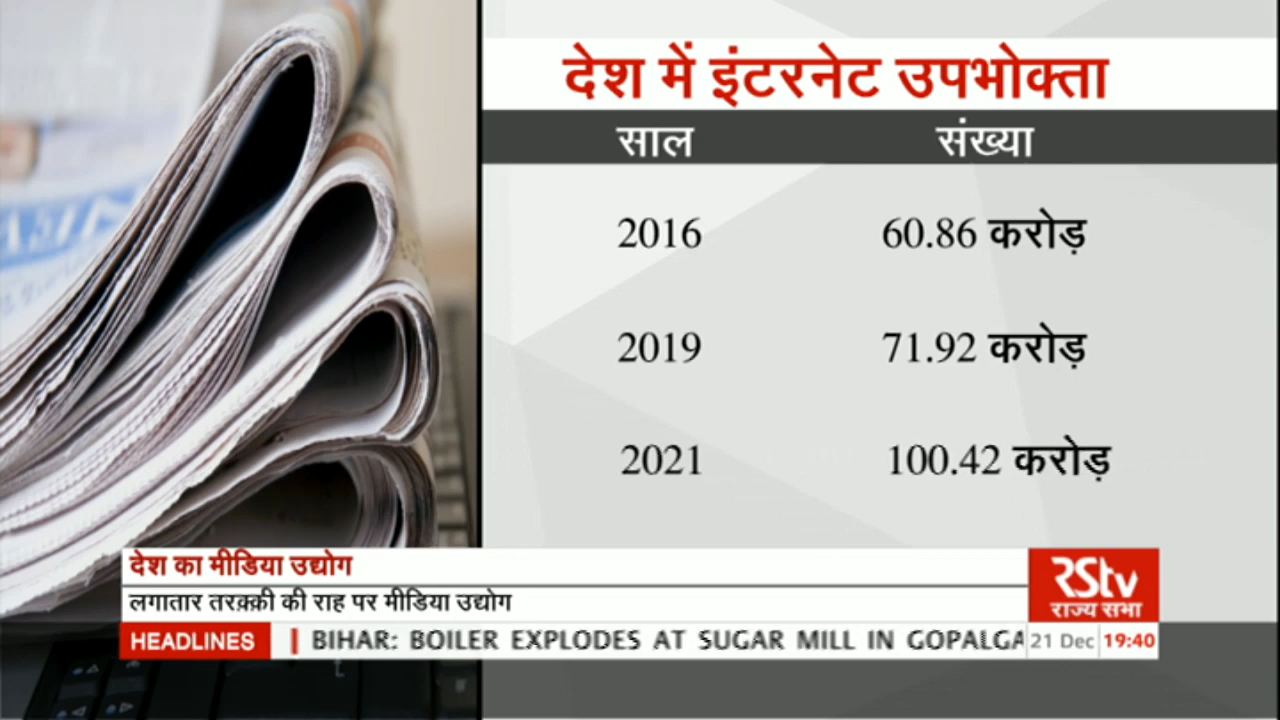 देश में इंटरनेट उपभोक्ता
साल संख्या
2016 60.86 करोड़
2019 71.92 करोड़
2021 100.42 करोड़
देश का मीडिया उद्योग
लगातार तरक़्क़ी की राह पर मीडिया उद्योग
RStv
राज्य सभा
HEADLINES BIHAR: BOILER EXPLODES AT SUGAR MILL IN GOPALGA 21 Dec 19:40